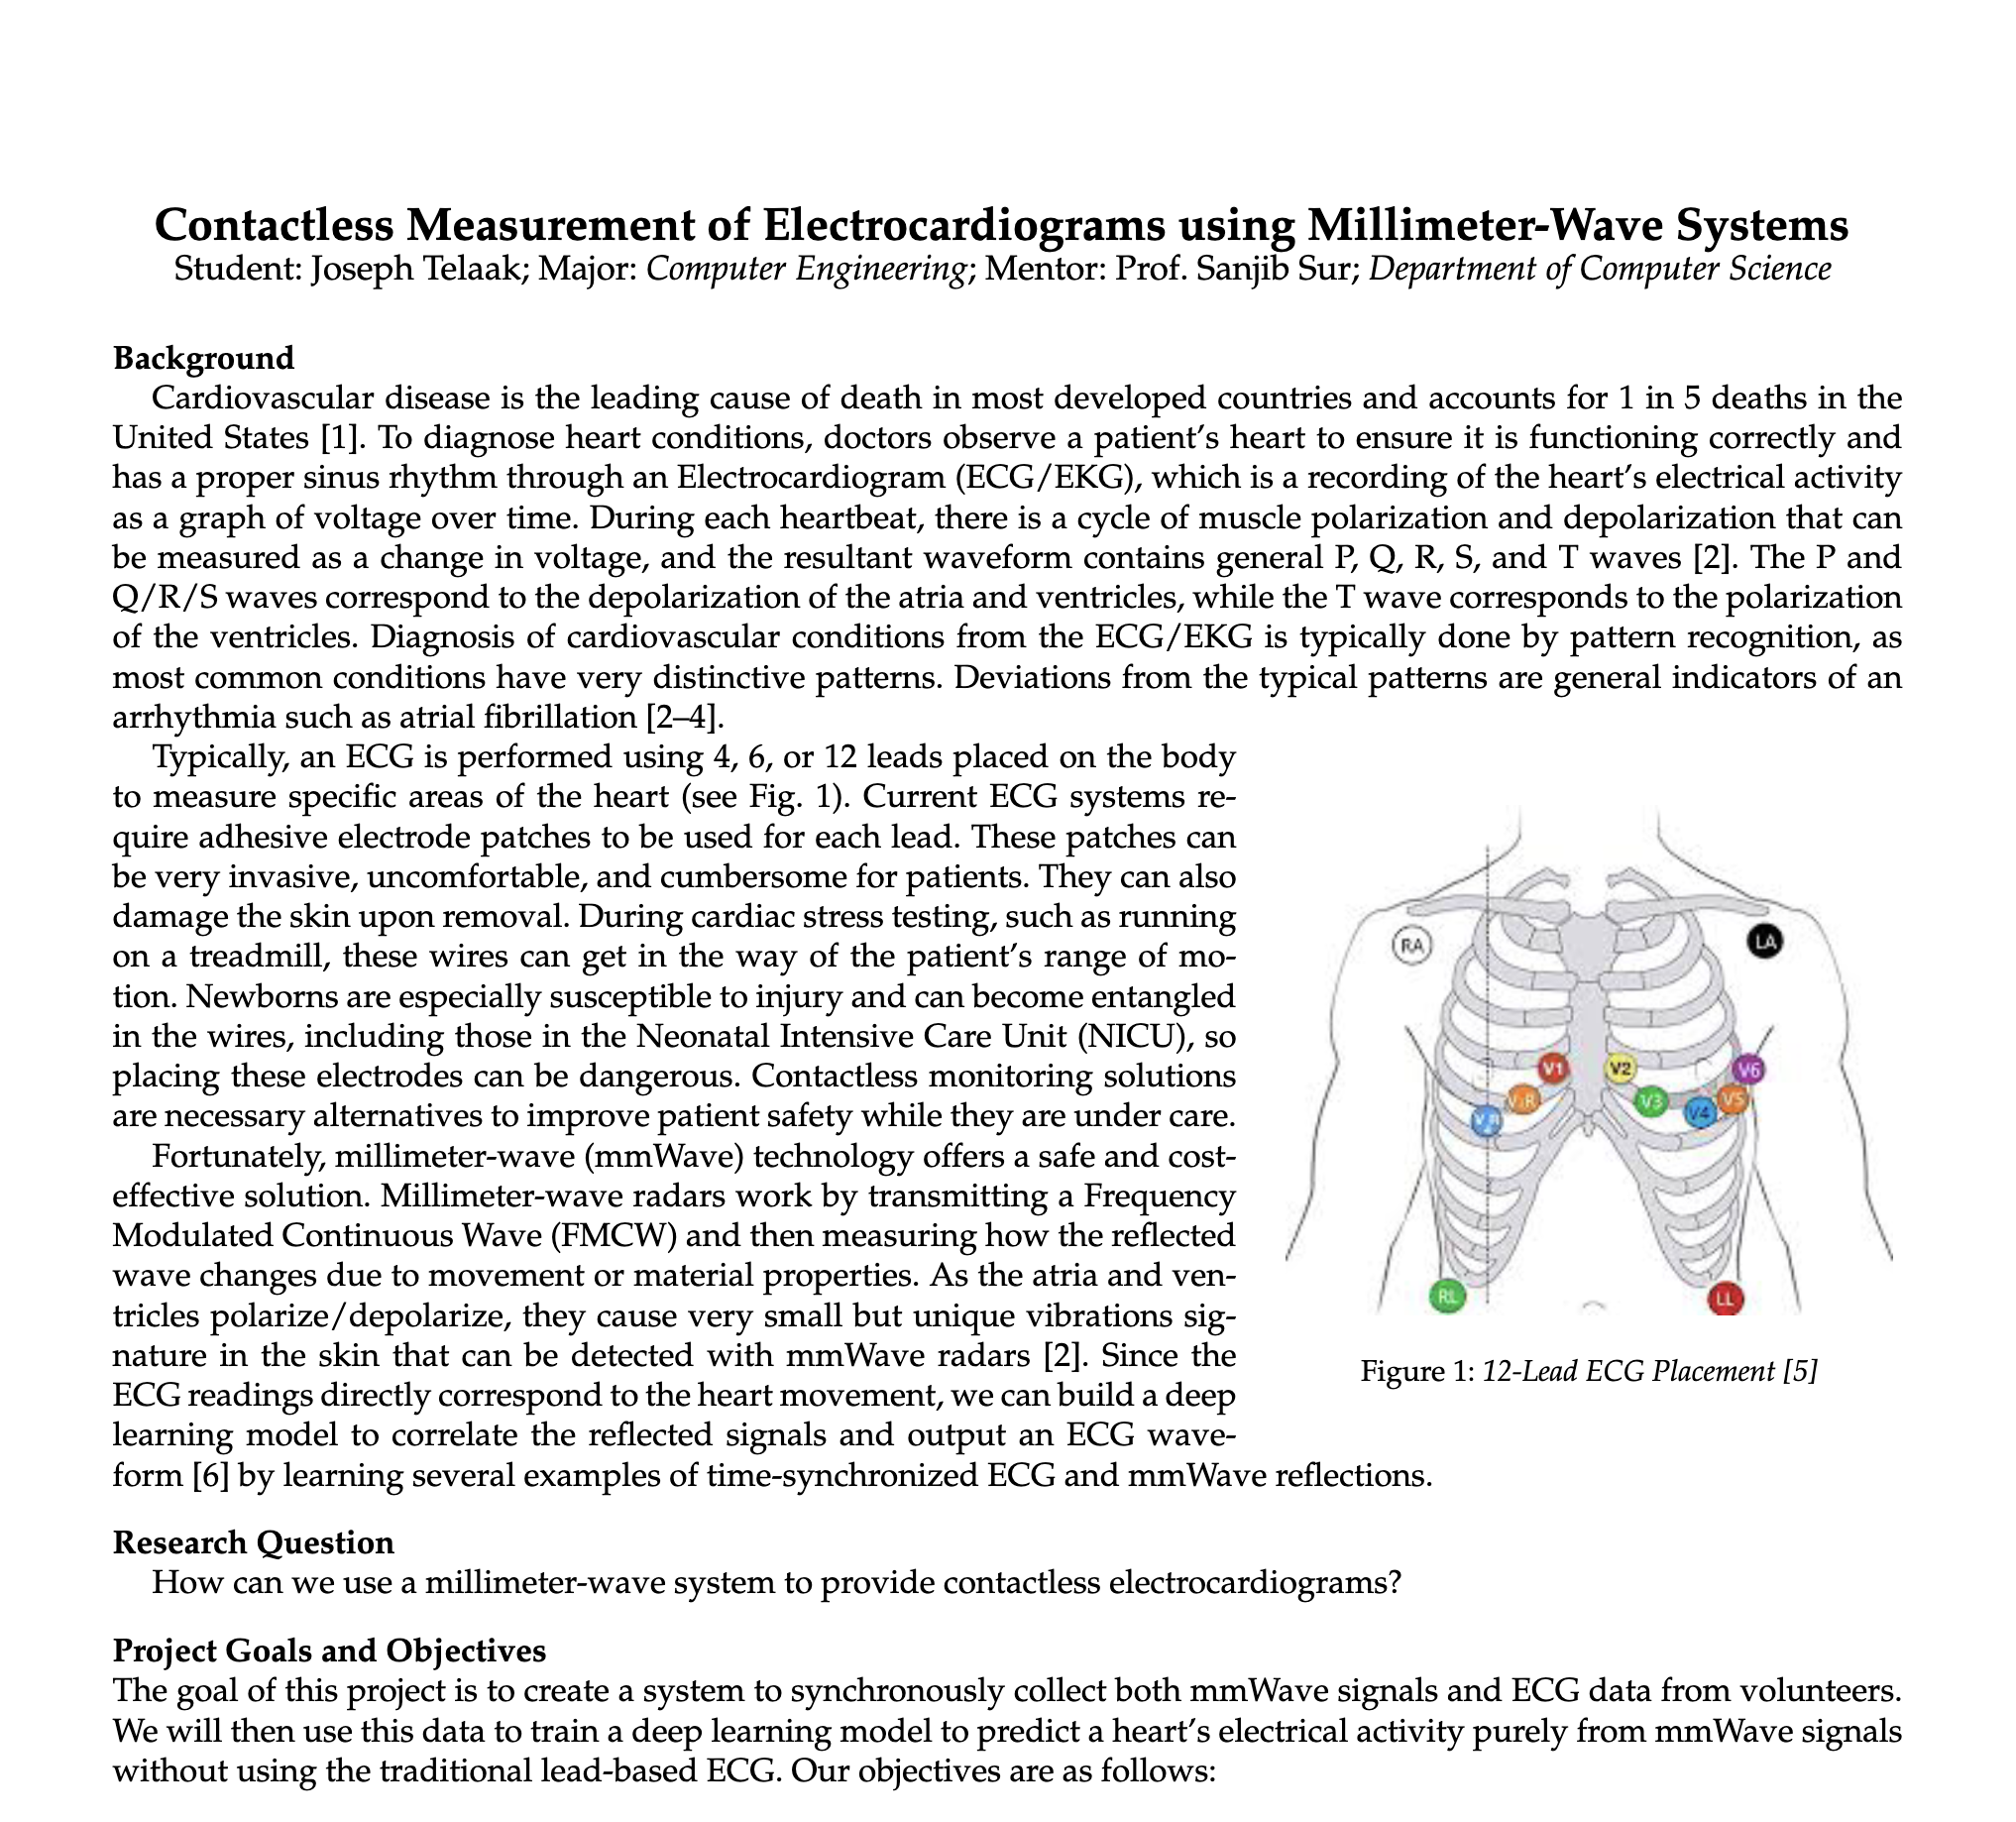 Contactless Measurement of Electrocardiograms using Millimeter-Wave Systems
Student: Joseph Telaak; Major: Computer Engineering; Mentor: Prof. Sanjib Sur; Department of Computer Science
Background
Cardiovascular disease is the leading cause of death in most developed countries and accounts for 1 in 5 deaths in the
United States [1]. To diagnose heart conditions, doctors observe a patient's heart to ensure it is functioning correctly and
has a proper sinus rhythm through an Electrocardiogram (ECG/EKG), which is a recording of the heart's electrical activity
as a graph of voltage over time. During each heartbeat, there is a cycle of muscle polarization and depolarization that can
be measured as a change in voltage, and the resultant waveform contains general P, Q, R, S, and T waves [2]. The P and
Q/R/S waves correspond to the depolarization of the atria and ventricles, while the T wave corresponds to the polarization
of the ventricles. Diagnosis of cardiovascular conditions from the ECG/EKG is typically done by pattern recognition, as
most common conditions have very distinctive patterns. Deviations from the typical patterns are general indicators of an
arrhythmia such as atrial fibrillation [2–4].
Typically, an ECG is performed using 4, 6, or 12 leads placed on the body
to measure specific areas of the heart (see Fig. 1). Current ECG systems re-
quire adhesive electrode patches to be used for each lead. These patches can
be very invasive, uncomfortable, and cumbersome for patients. They can also
damage the skin upon removal. During cardiac stress testing, such as running
on a treadmill, these wires can get in the way of the patient's range of mo-
tion. Newborns are especially susceptible to injury and can become entangled
in the wires, including those in the Neonatal Intensive Care Unit (NICU), so
placing these electrodes can be dangerous. Contactless monitoring solutions
are necessary alternatives to improve patient safety while they are under care.
Fortunately, millimeter-wave (mmWave) technology offers a safe and cost-
effective solution. Millimeter-wave radars work by transmitting a Frequency
Modulated Continuous Wave (FMCW) and then measuring how the reflected
wave changes due to movement or material properties. As the atria and ven-
tricles polarize/depolarize, they cause very small but unique vibrations sig-
nature in the skin that can be detected with mmWave radars [2]. Since the
ECG readings directly correspond to the heart movement, we can build a deep
learning model to correlate the reflected signals and output an ECG wave-
form [6] by learning several examples of time-synchronized ECG and mmWave reflections.
RA
LA
V1
V2
V6
V3
V5
V4
RL
LL
Figure 1: 12-Lead ECG Placement [5]
Research Question
How can we use a millimeter-wave system to provide contactless electrocardiograms?
Project Goals and Objectives
The goal of this project is to create a system to synchronously collect both mmWave signals and ECG data from volunteers.
We will then use this data to train a deep learning model to predict a heart's electrical activity purely from mmWave signals
without using the traditional lead-based ECG. Our objectives are as follows: